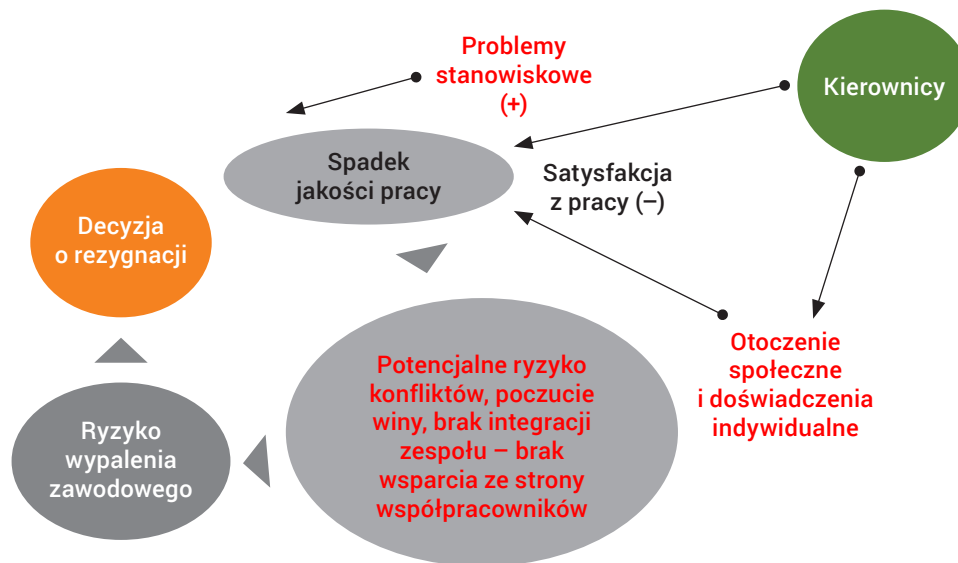 Problemy
stanowiskowe
(+)
Kierownicy
Spadek
jakości pracy
Satysfakcja
z pracy (–)
Decyzja
o rezygnacji
Potencjalne ryzyko
konfliktów, poczucie
winy, brak integracji
zespołu – brak
wsparcia ze strony
współpracowników
Otoczenie
społeczne
i doświadczenia
indywidualne
Ryzyko
wypalenia
zawodowego